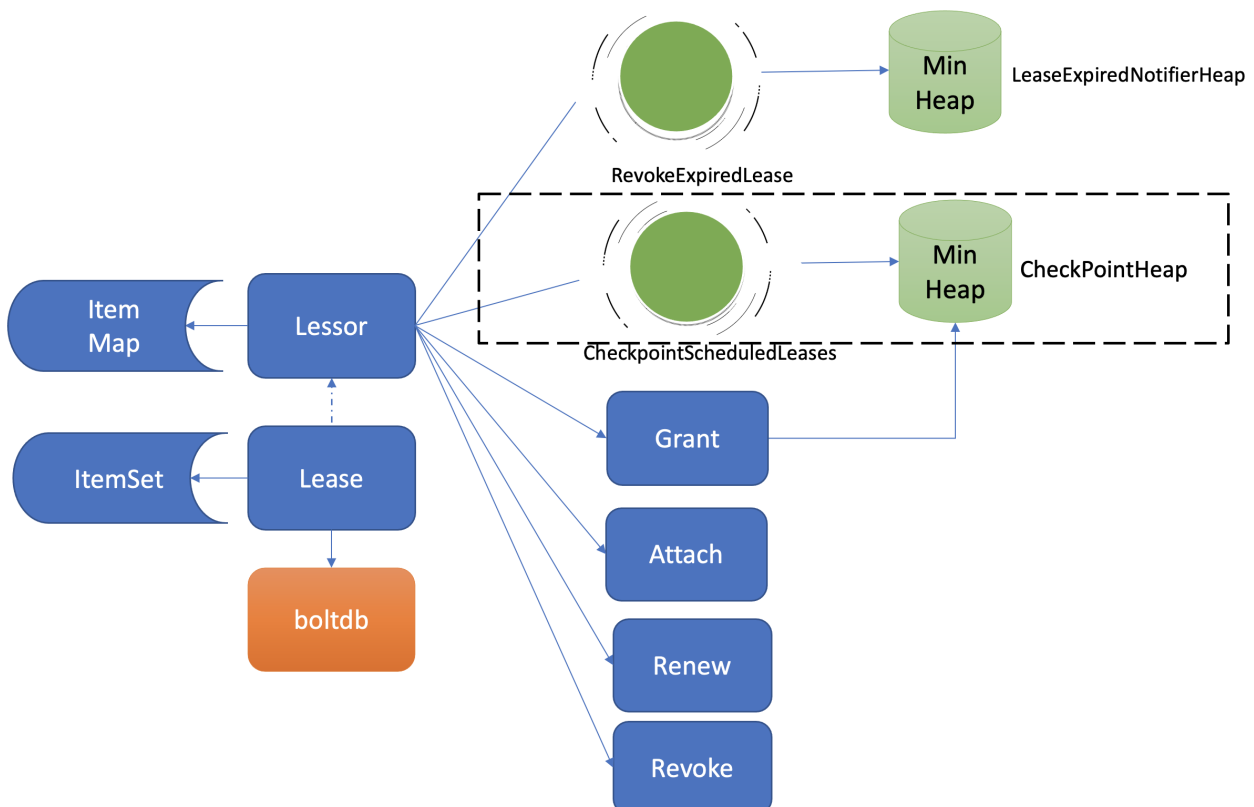 Min
Heap
LeaseExpiredNotifierHeap
RevokeExpiredLease
Min
Heap
CheckPointHeap
CheckpointScheduledLeases
Item
Map
Lessor
ItemSet
Lease
boltdb
Grant
Attach
Renew
Revoke